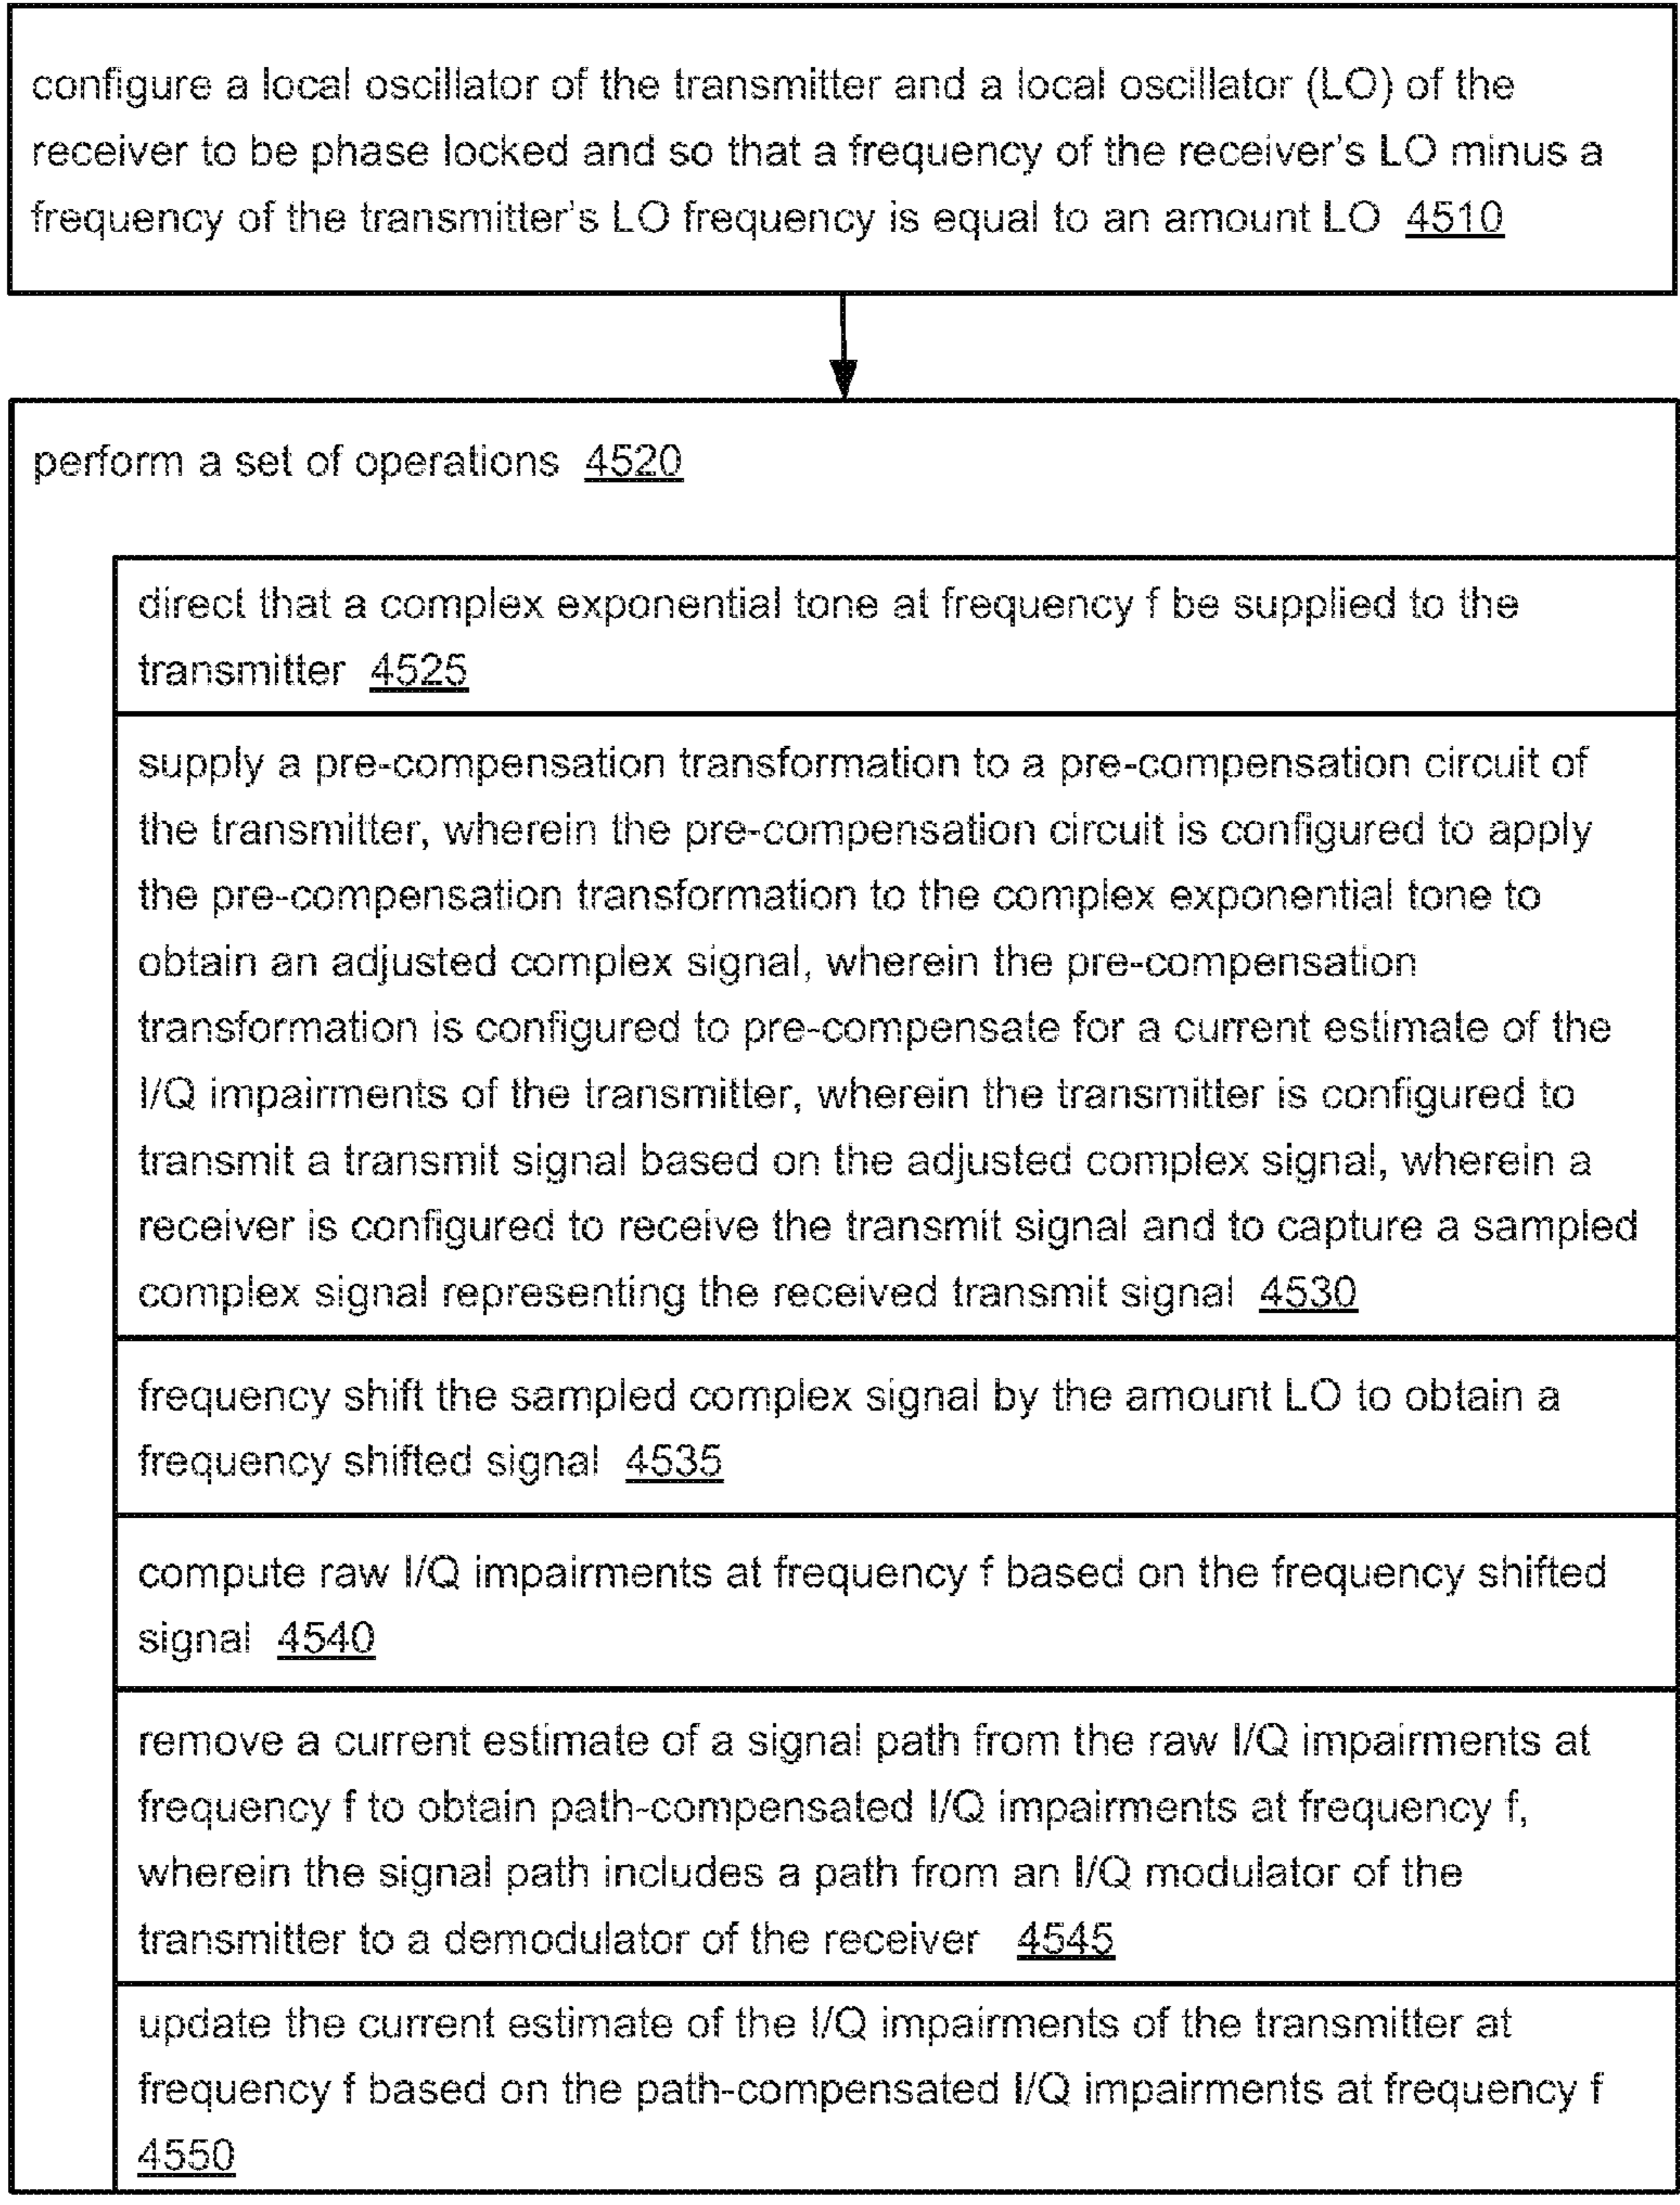 configure a local oscillator of the transmitter and a local oscillator (LO) of the
receiver to be phase locked and so that a frequency of the receiver's LO minus a
frequency of the transmitter's LO frequency is equal to an amount LO 4510
perform a set of operations 4520
direct that a complex exponential tone at frequency f be supplied to the
transmitter 4525
supply a pre-compensation transformation to a pre-compensation circuit of
the transmitter, wherein the pre-compensation circuit is configured to apply
the pre-compensation transformation to the complex exponential tone to
obtain an adjusted complex signal, wherein the pre-compensation
transformation is configured to pre-compensate for a current estimate of the
I/Q impairments of the transmitter, wherein the transmitter is configured to
transmit a transmit signal based on the adjusted complex signal, wherein a
receiver is configured to receive the transmit signal and to capture a sampled
complex signal representing the received transmit signal 4530
frequency shift the sampled complex signal by the amount LO to obtain a
frequency shifted signal 4535
compute raw I/Q impairments at frequency f based on the frequency shifted
signal 4540
remove a current estimate of a signal path from the raw I/Q impairments at
frequency f to obtain path-compensated I/Q impairments at frequency f,
wherein the signal path includes a path from an I/Q modulator of the
transmitter to a demodulator of the receiver 4545
update the current estimate of the I/Q impairments of the transmitter at
frequency f based on the path-compensated I/Q impairments at frequency f
4550